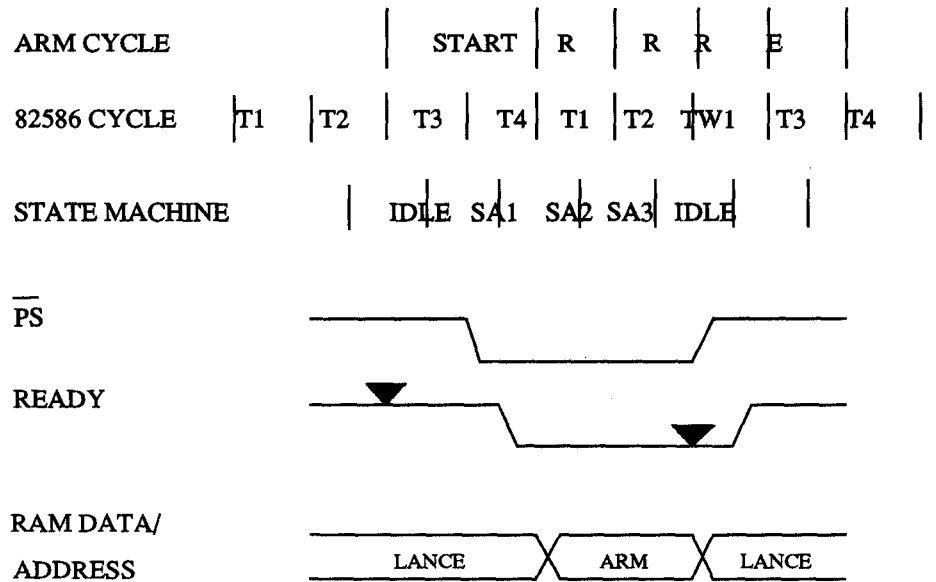 ARM CYCLE START R R R E
82586 CYCLE T1 T2 T3 T4 T1 T2 TW1 T3 T4
STATE MACHINE IDLE SA1 SA2 SA3 IDLE
PS
READY
RAM DATA/
ADDRESS LANCE ARM LANCE